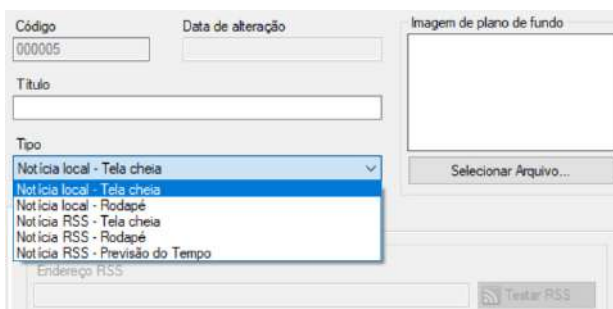 Código
Data de alteração
Imagem de plano de fundo
000005
Título
Tipo
Notícia local - Tela cheia
Selecionar Arquivo...
Notícia local - Tela cheia
Notícia local - Rodapé
Notícia RSS - Tela cheia
Notícia RSS - Rodapé
Notícia RSS - Previsão do Tempo
Endereço RSS
Testar RSS